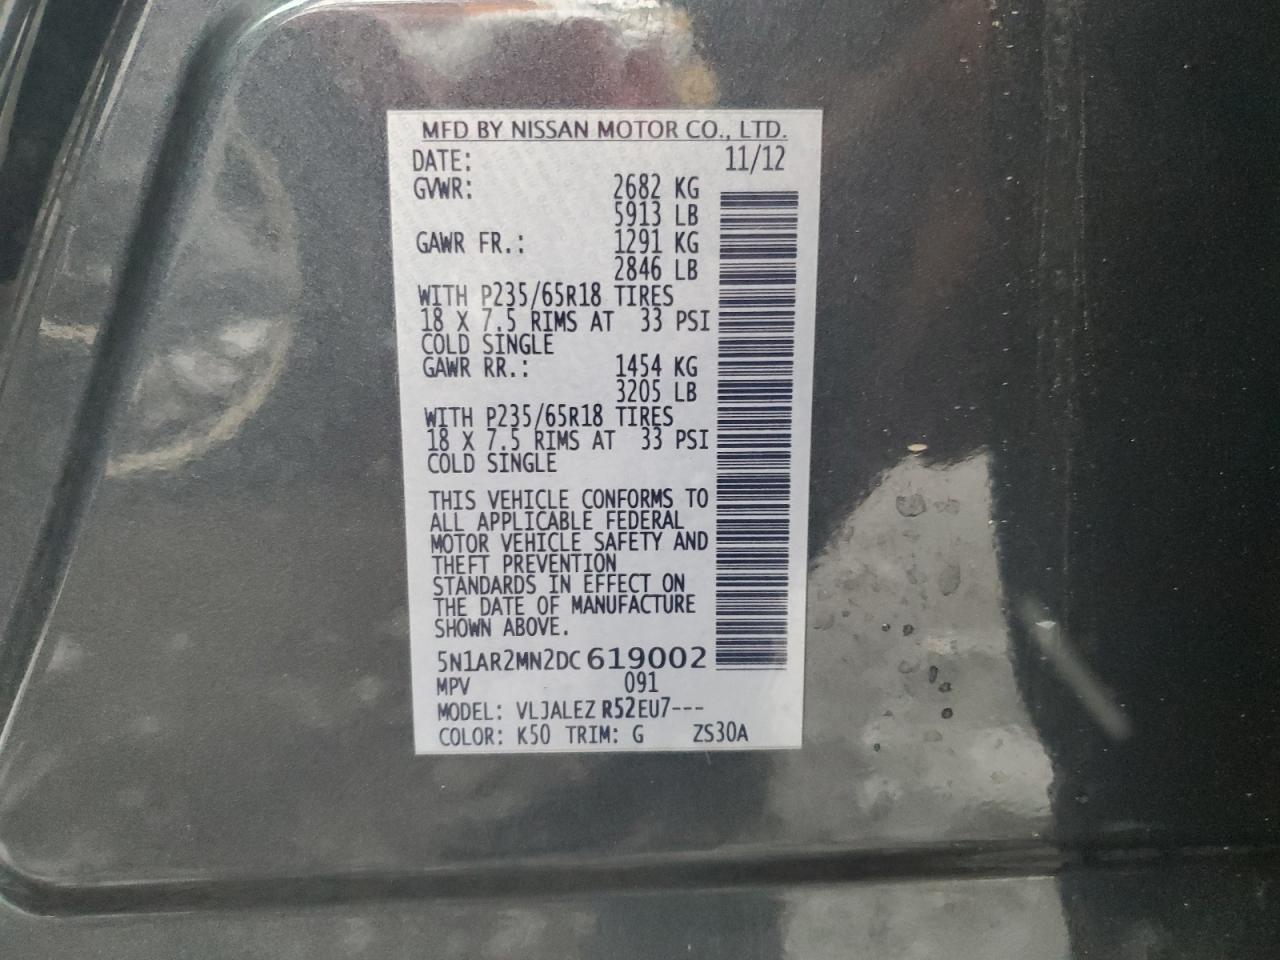 MFD BY NISSAN MOTOR CO., LTD.
DATE: 11/12
GVWR: 2682 KG
5913 LB
GAWR FR.: 1291 KG
2846 LB
WITH P235/65R18 TIRES
18 X 7.5 RIMS AT 33 PSI
COLD SINGLE
GAWR RR.: 1454 KG
3205 LB
WITH P235/65R18 TIRES
18 X 7.5 RIMS AT 33 PSI
COLD SINGLE
THIS VEHICLE CONFORMS TO
ALL APPLICABLE FEDERAL
MOTOR VEHICLE SAFETY AND
THEFT PREVENTION
STANDARDS IN EFFECT ON
THE DATE OF MANUFACTURE
SHOWN ABOVE.
5N1AR2MN2DC619002
MPV 091
MODEL: VLJALEZ R52EU7---
COLOR: K50 TRIM: G ZS30A